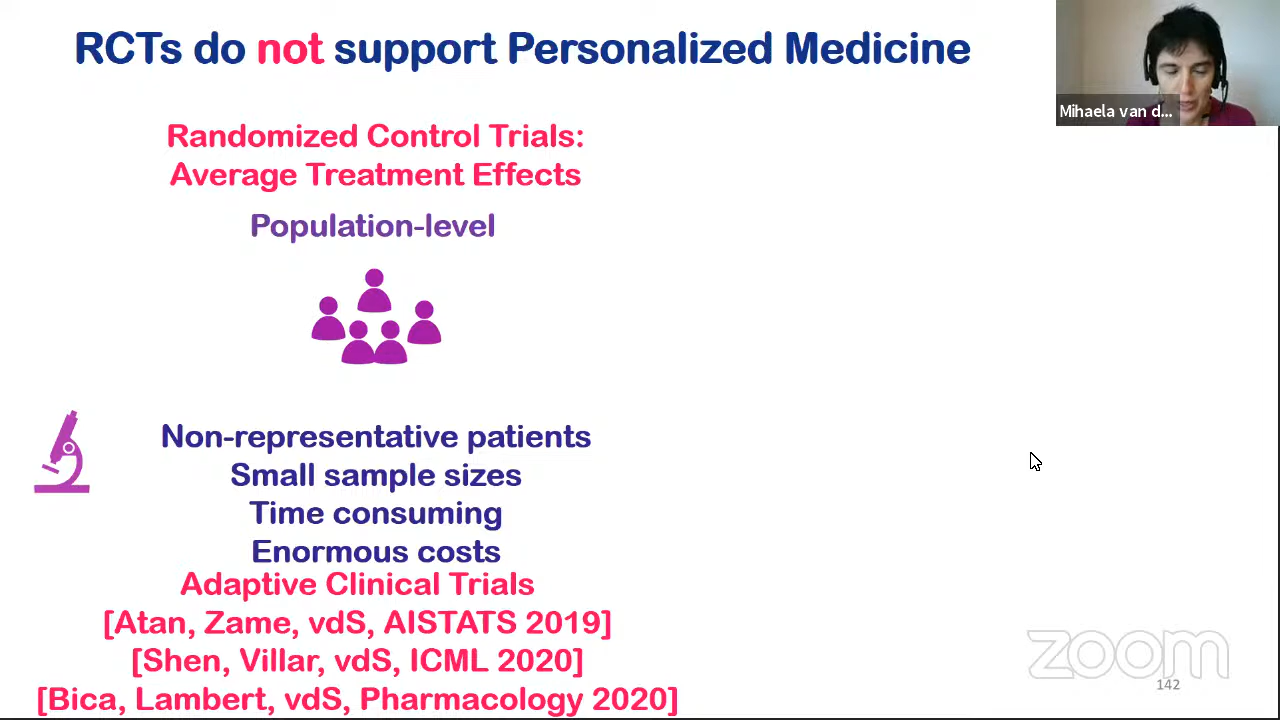 RCTs do not support Personalized Medicine
Mihaela van d...
Randomized Control Trials:
Average Treatment Effects
Population-level
Non-representative patients
Small sample sizes
Time consuming
Enormous costs
Adaptive Clinical Trials
[Atan, Zame, vdS, AISTATS 2019]
[Shen, Villar, vdS, ICML 2020]
[Bica, Lambert, vdS, Pharmacology 2020]
zoom
142